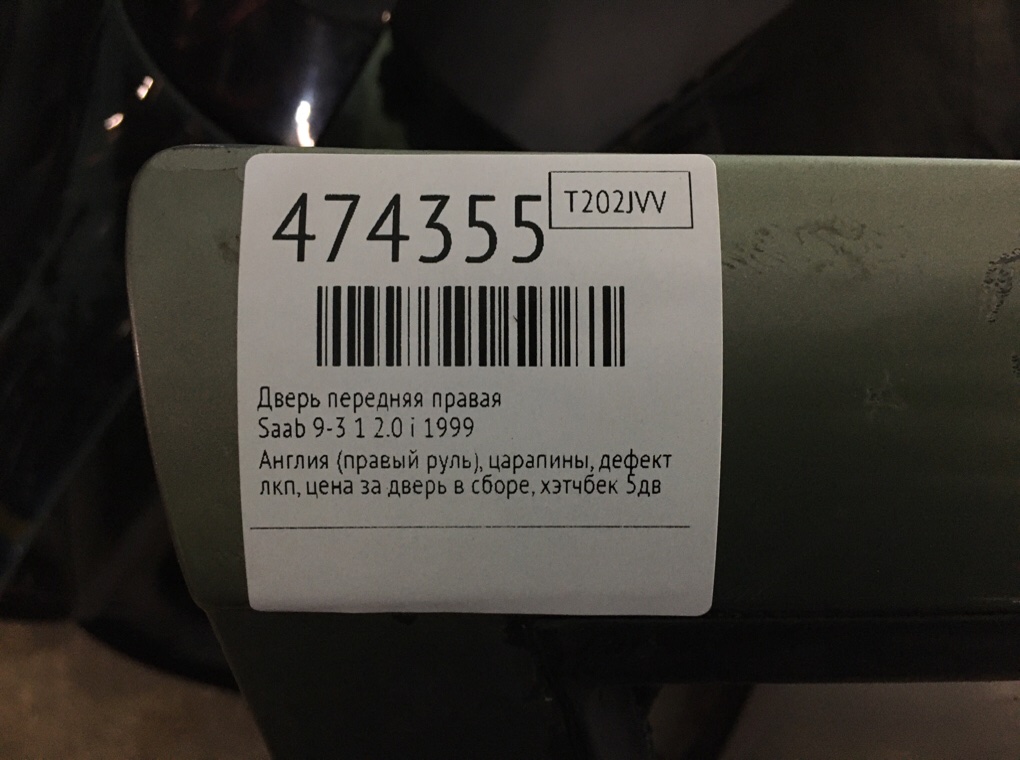 474355
T202JVV
Дверь передняя правая
Saab 9-3 1 2.0 i 1999
Англия (правый руль), царапины, дефект
лкп, цена за дверь в сборе, хэтчбек 5дв